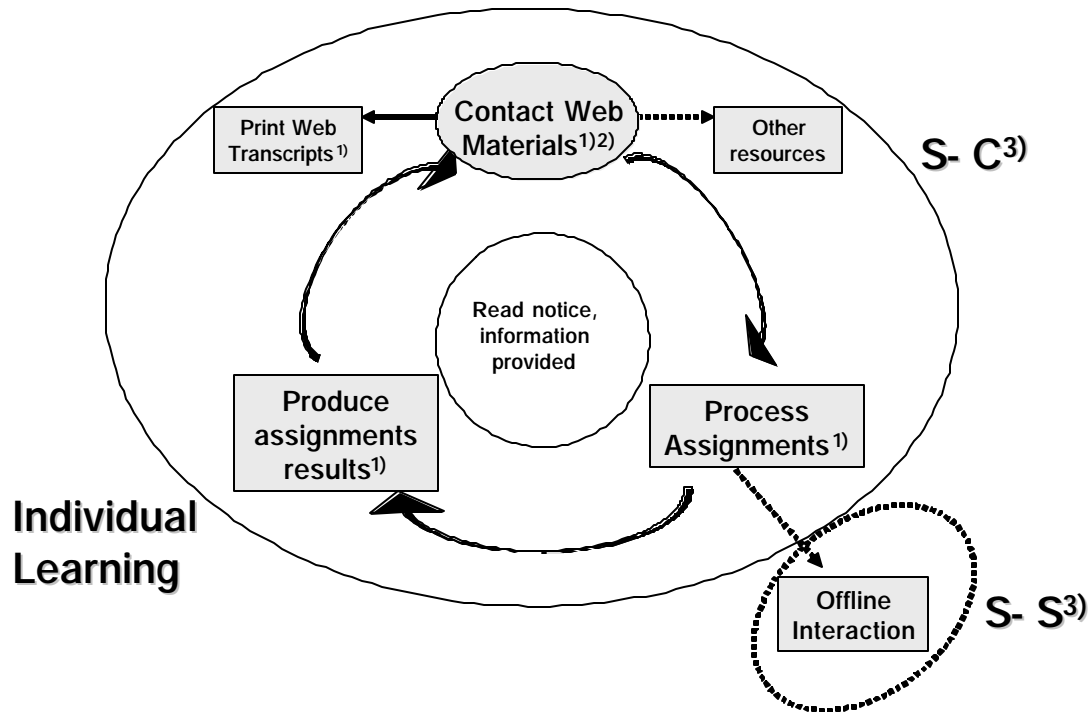 Contact Web
Materials1)2)
Print Web
Transcripts1)
Other
resources
S- C3)
Read notice,
information
provided
Produce
assignments
results1)
Process
Assignments1)
Individual
Learning
Offline
Interaction
S- S3)